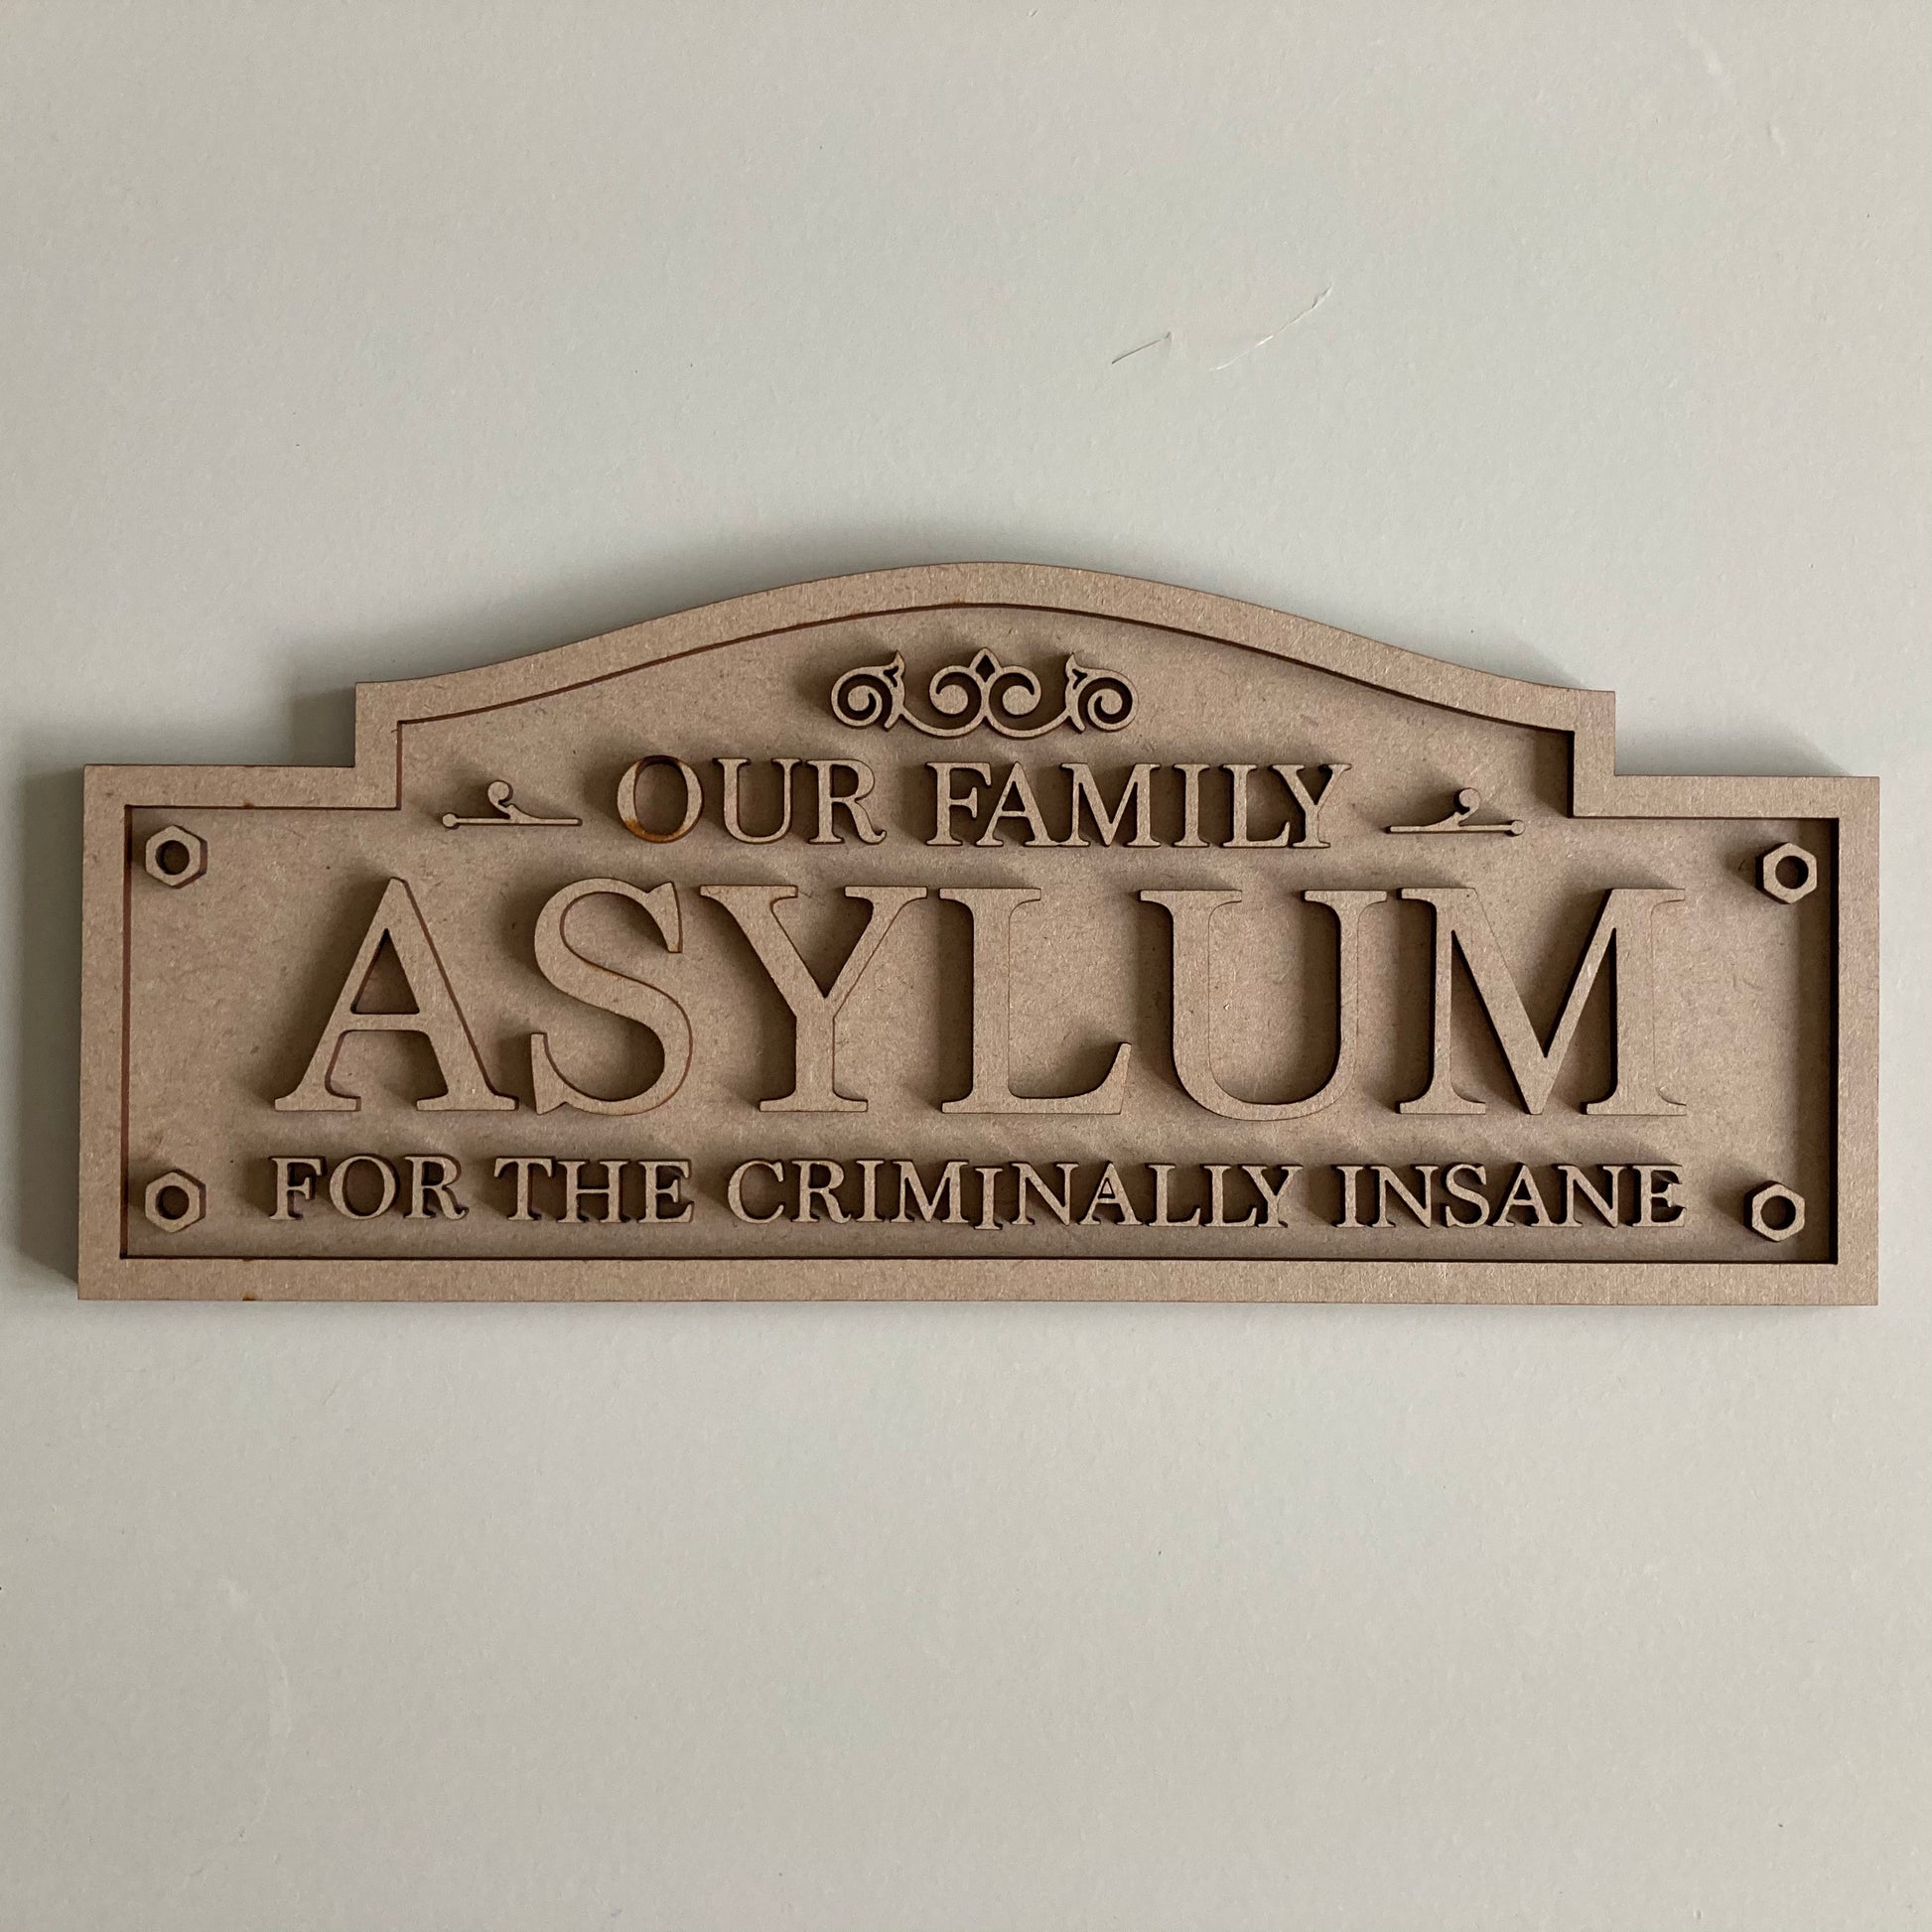 OUR FAMILY
ASYLUM
FOR THE CRIMINALLY INSANE